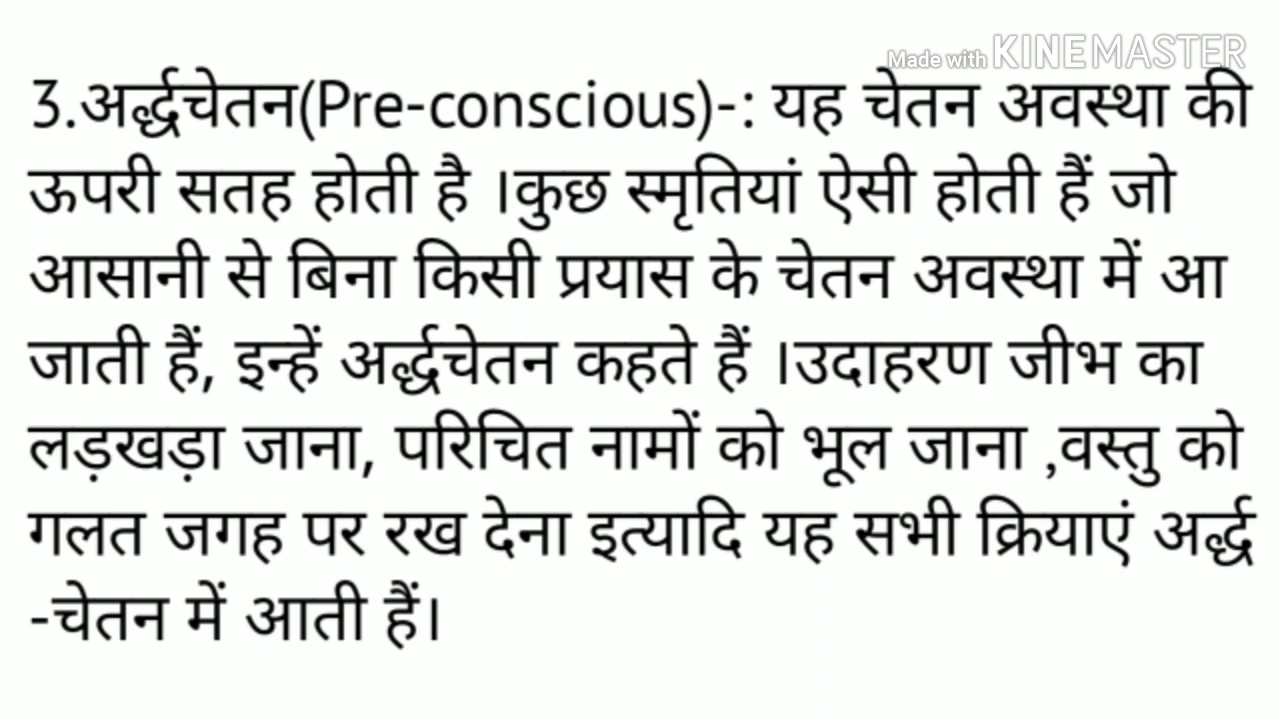 Made with KINEMASTER
3.अर्द्धचेतन(Pre-conscious)-: यह चेतन अवस्था की
ऊपरी सतह होती है ।कुछ स्मृतियां ऐसी होती हैं जो
आसानी से बिना किसी प्रयास के चेतन अवस्था में आ
जाती हैं, इन्हें अर्द्धचेतन कहते हैं ।उदाहरण जीभ का
लड़खड़ा जाना, परिचित नामों को भूल जाना ,वस्तु को
गलत जगह पर रख देना इत्यादि यह सभी क्रियाएं अर्द्ध
-चेतन में आती हैं।